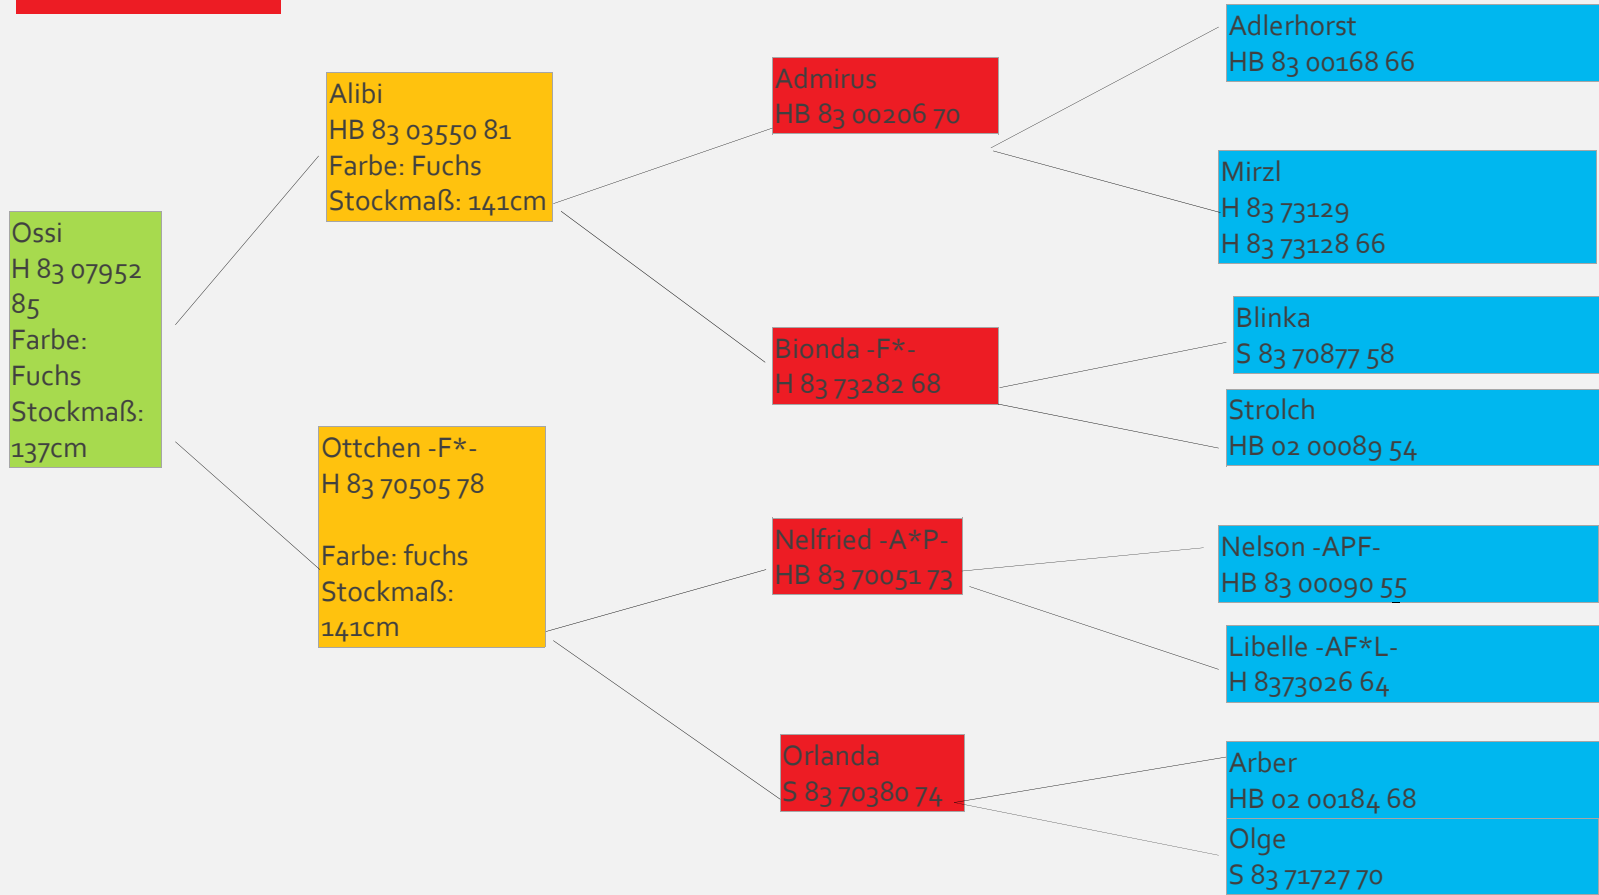 Ossi
H 83 07952
85
Farbe:
Fuchs
Stockmaß:
137cm
Alibi
HB 83 03550 81
Farbe: Fuchs
Stockmaß: 141cm
Ottchen -F*-
H 83 70505 78
Farbe: fuchs
Stockmaß:
141cm
Admirus
HB 83 00206 70
Bionda -F*-
H 83 73282 68
Nelfried -A*P-
HB 83 70051 73
Orlanda
S 83 70380 74
Adlerhorst
HB 83 00168 66
Mirzl
H 83 73129
H 83 73128 66
Blinka
S 83 70877 58
Strolch
HB 02 00089 54
Nelson -APF-
HB 83 00090 55
Libelle -AF*L-
H 8373026 64
Arber
HB 02 00184 68
Olge
S 83 71727 70